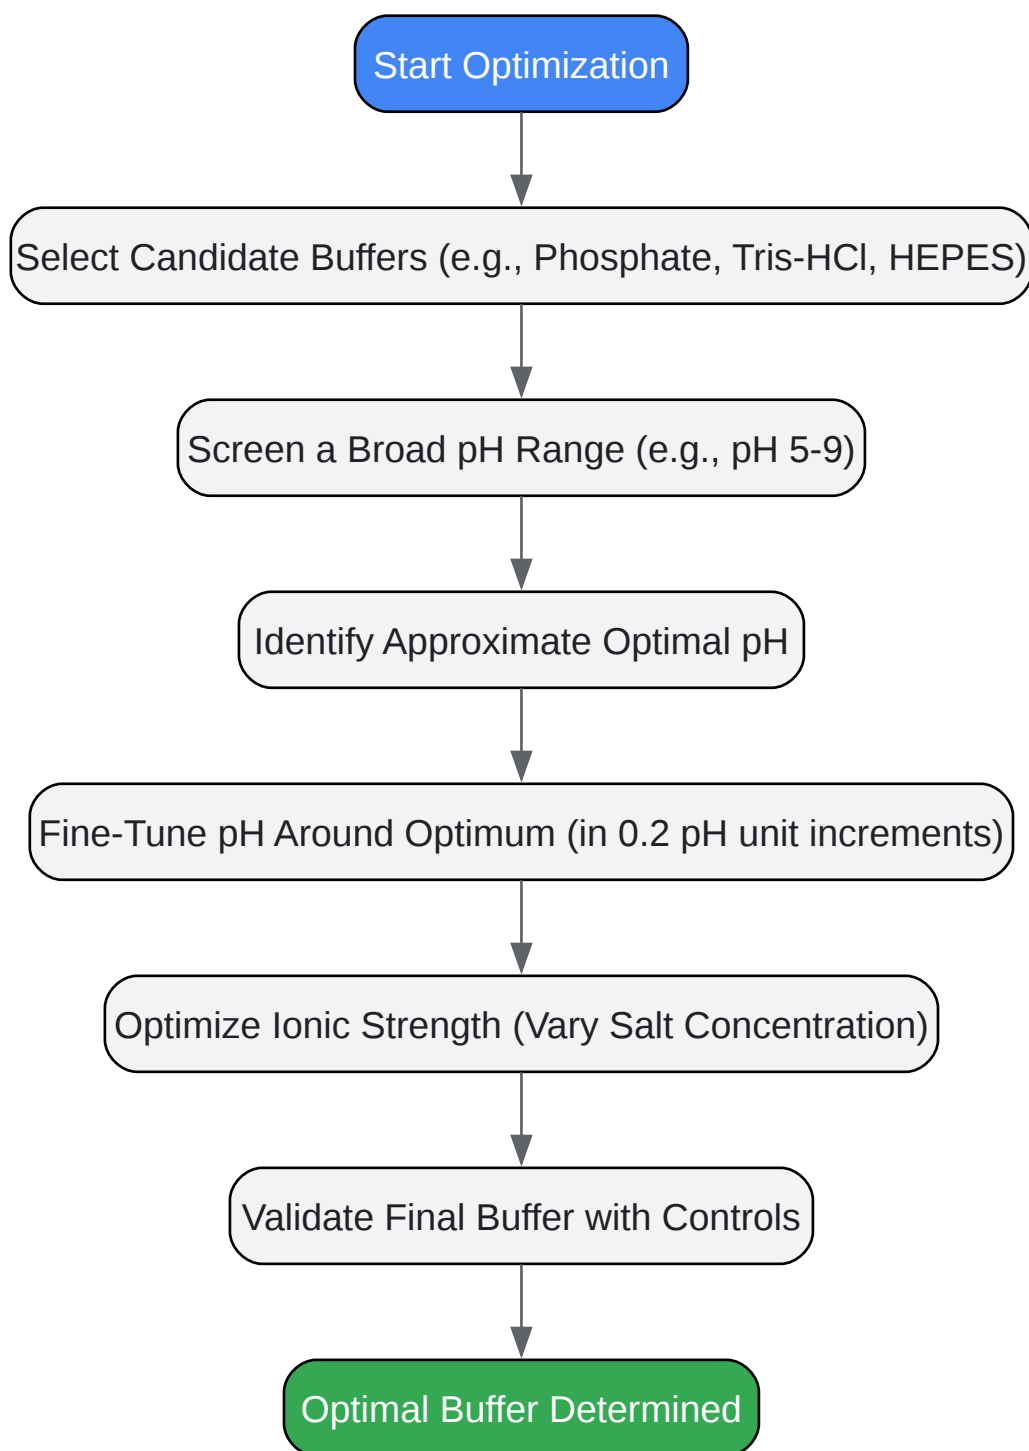 Start Optimization
Select Candidate Buffers (e.g., Phosphate, Tris-HCl, HEPES)
Screen a Broad pH Range (e.g., pH 5-9)
Identify Approximate Optimal pH
Fine-Tune pH Around Optimum (in 0.2 pH unit increments)
Optimize Ionic Strength (Vary Salt Concentration)
Validate Final Buffer with Controls
Optimal Buffer Determined